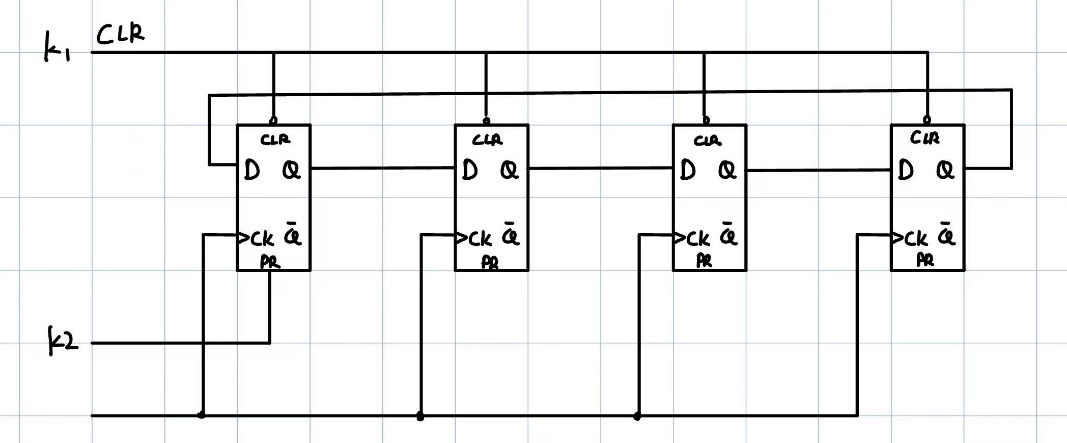 k1 CLR
CLR CLR CLR CLR
D Q D Q D Q D Q
>CK Q̄ >CK Q̄ >CK Q̄ >CK Q̄
PR PR PR PR
k2